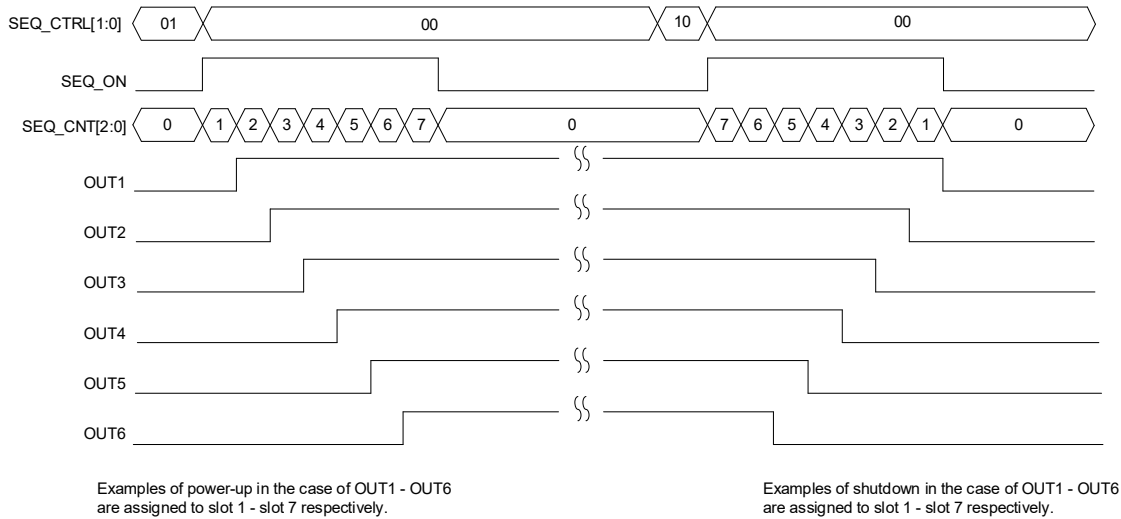 SEQ_CTRL[1:0] 01 00 10 00
SEQ_ON
SEQ_CNT[2:0] 0 1 2 3 4 5 6 7 0 7 6 5 4 3 2 1 0
OUT1
OUT2
OUT3
OUT4
OUT5
OUT6
Examples of power-up in the case of OUT1 - OUT6
are assigned to slot 1 - slot 7 respectively.
Examples of shutdown in the case of OUT1 - OUT6
are assigned to slot 1 - slot 7 respectively.